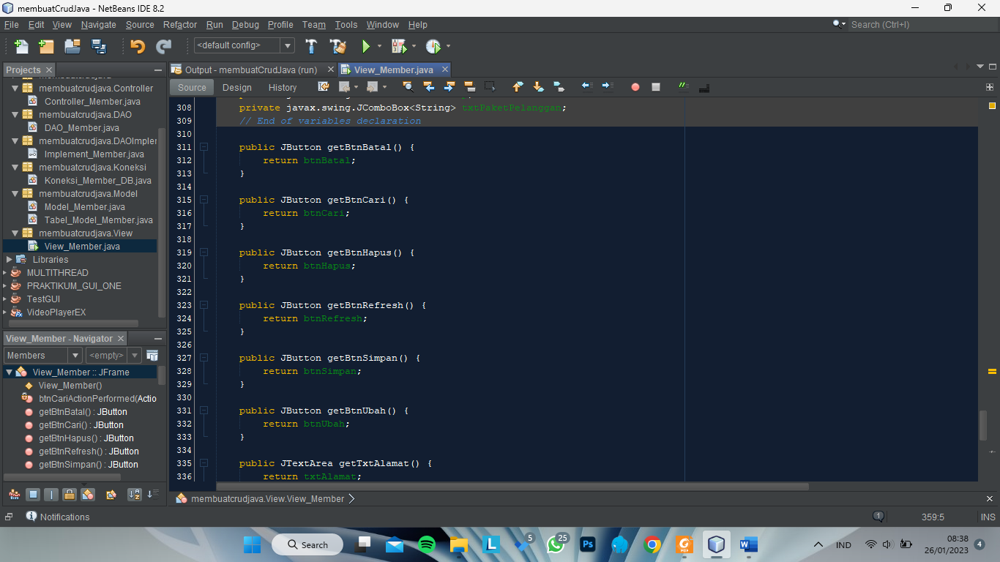 membuatCrudJava - NetBeans IDE 8.2
File Edit View Navigate Source Refactor Run Debug Profile Team Tools Window Help
Search (Ctrl+I)
<default config>
Projects
membuatcrudjava.Controller
Controller_Member.java
membuatcrudjava.DAO
DAO_Member.java
membuatcrudjava.DAOImpler
Implement_Member.java
membuatcrudjava.Koneksi
Koneksi_Member_DB.java
membuatcrudjava.Model
Model_Member.java
Tabel_Model_Member.java
membuatcrudjava.View
View_Member.java
Libraries
MULTITHREAD
PRAKTIKUM_GUI_ONE
TestGUI
VideoPlayerEX
View_Member - Navigator
Members <empty>
View_Member :: JFrame
View_Member()
btnCariActionPerformed(Actio
getBtnBatal() : JButton
getBtnCari() : JButton
getBtnHapus() : JButton
getBtnRefresh() : JButton
getBtnSimpan() : JButton
Output - membuatCrudJava (run) View_Member.java
Source Design History
308 private javax.swing.JComboBox<String> txtPaketPelanggan;
309 // End of variables declaration
310
311 public JButton getBtnBatal() {
312 return btnBatal;
313 }
314
315 public JButton getBtnCari() {
316 return btnCari;
317 }
318
319 public JButton getBtnHapus() {
320 return btnHapus;
321 }
322
323 public JButton getBtnRefresh() {
324 return btnRefresh;
325 }
326
327 public JButton getBtnSimpan() {
328 return btnSimpan;
329 }
330
331 public JButton getBtnUbah() {
332 return btnUbah;
333 }
334
335 public JTextArea getTxtAlamat() {
336 return txtAlamat;
membuatcrudjava.View.View_Member
Notifications
1
359:5
INS
Search
L
5
25
Ps
PDF
W
IND
08:38
26/01/2023
4